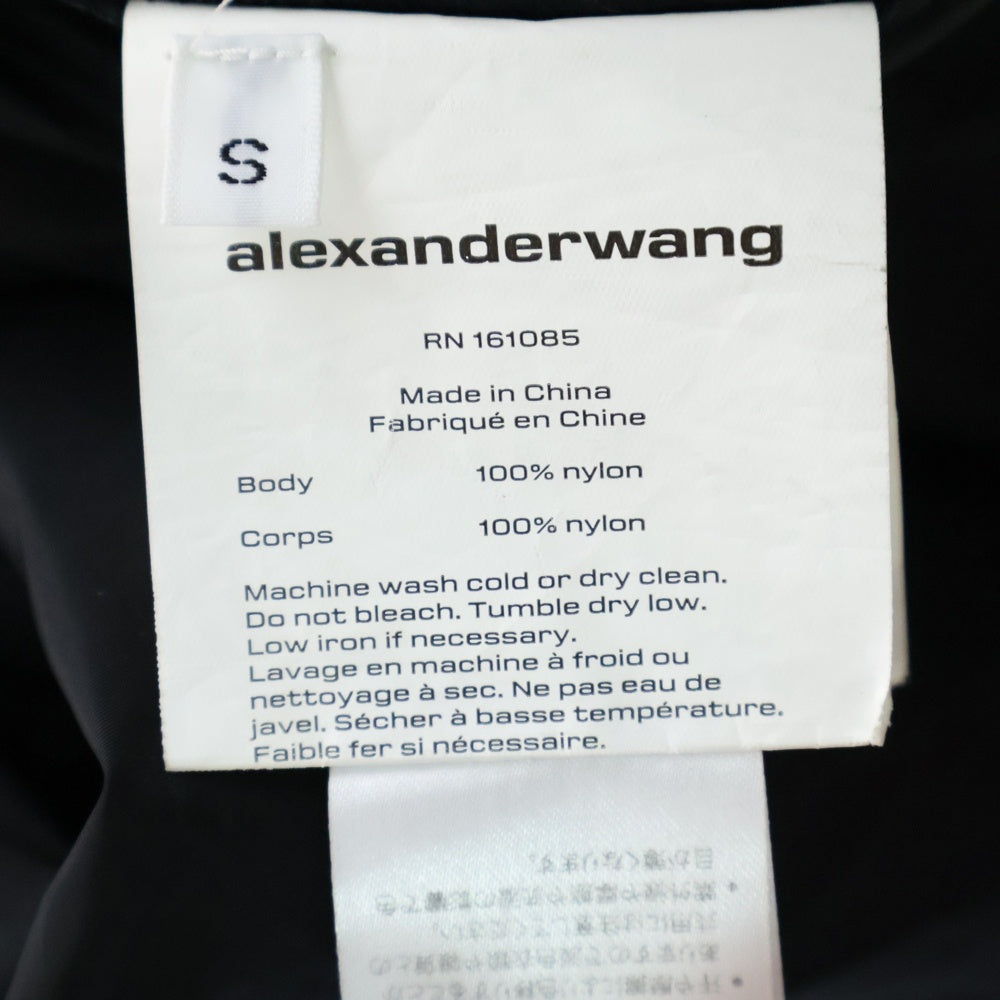 S
alexanderwang
RN 161085
Made in China
Fabriqué en Chine
Body 100% nylon
Corps 100% nylon
Machine wash cold or dry clean.
Do not bleach. Tumble dry low.
Low iron if necessary.
Lavage en machine à froid ou
nettoyage à sec. Ne pas eau de
javel. Sécher à basse température.
Faible fer si nécessaire.